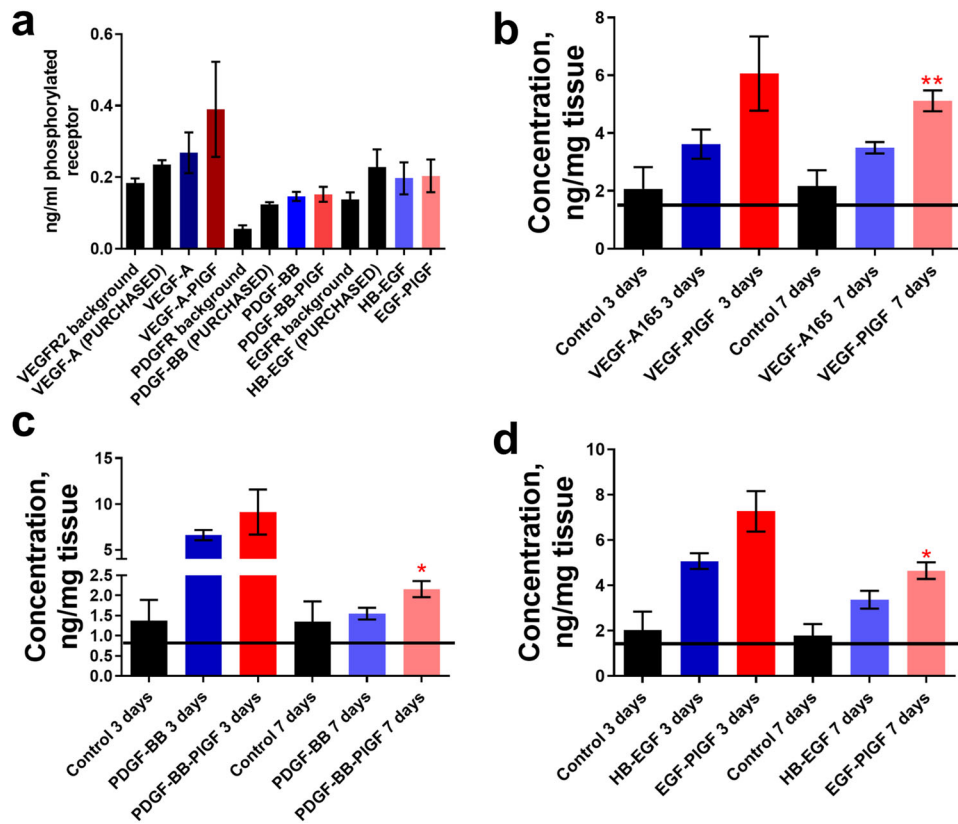 a
ng/ml phosphorylated
receptor
0.6
0.4
0.2
0.0
VEGFR2 background
VEGF-A (PURCHASED)
VEGF-A
VEGF-A-PlGF
PDGFR background
PDGF-BB (PURCHASED)
PDGF-BB
PDGF-BB-PlGF
EGFR background
HB-EGF (PURCHASED)
HB-EGF
EGF-PlGF
b
Concentration,
ng/mg tissue
8
6
4
2
0
**
Control 3 days
VEGF-A165 3 days
VEGF-PlGF 3 days
Control 7 days
VEGF-A165 7 days
VEGF-PlGF 7 days
c
Concentration,
ng/mg tissue
15
10
5
2.5
2.0
1.5
1.0
0.5
0.0
*
Control 3 days
PDGF-BB 3 days
PDGF-BB-PlGF 3 days
Control 7 days
PDGF-BB 7 days
PDGF-BB-PlGF 7 days
d
Concentration,
ng/mg tissue
10
8
6
4
2
0
*
Control 3 days
HB-EGF 3 days
EGF-PlGF 3 days
Control 7 days
HB-EGF 7 days
EGF-PlGF 7 days